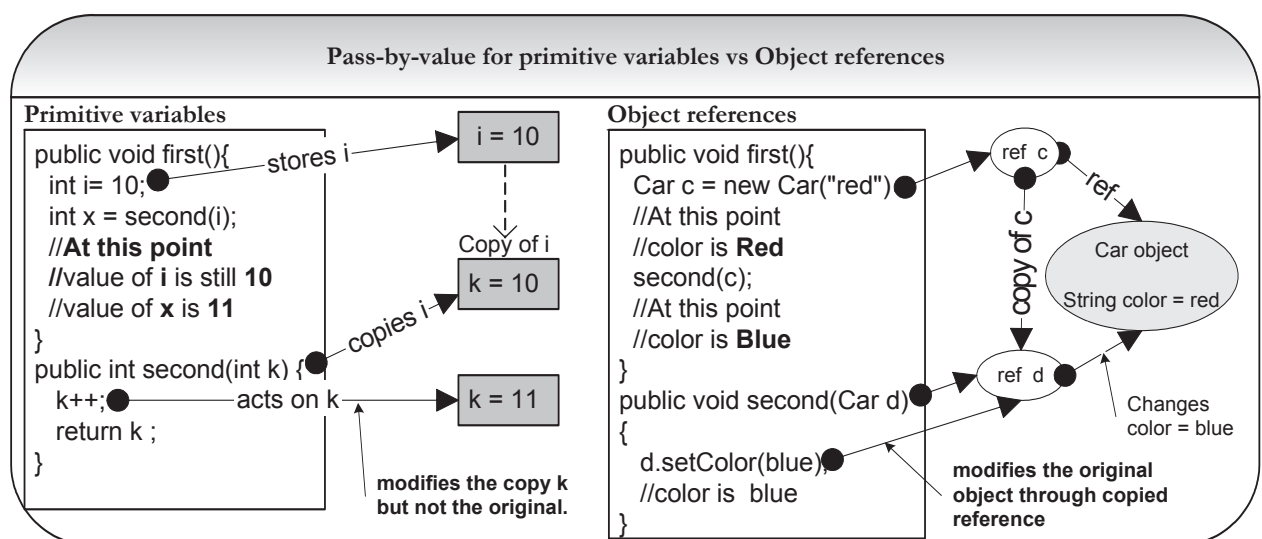 Pass-by-value for primitive variables vs Object references
Primitive variables
public void first(){
int i= 10;
int x = second(i);
//At this point
//value of i is still 10
//value of x is 11
}
public int second(int k) {
k++;
return k ;
}
stores i
i = 10
Copy of i
k = 10
copies i
acts on k
k = 11
modifies the copy k
but not the original.
Object references
public void first(){
Car c = new Car("red")
//At this point
//color is Red
second(c);
//At this point
//color is Blue
}
public void second(Car d)
{
d.setColor(blue);
//color is blue
}
ref c
ref
copy of c
Car object
String color = red
ref d
Changes
color = blue
modifies the original
object through copied
reference